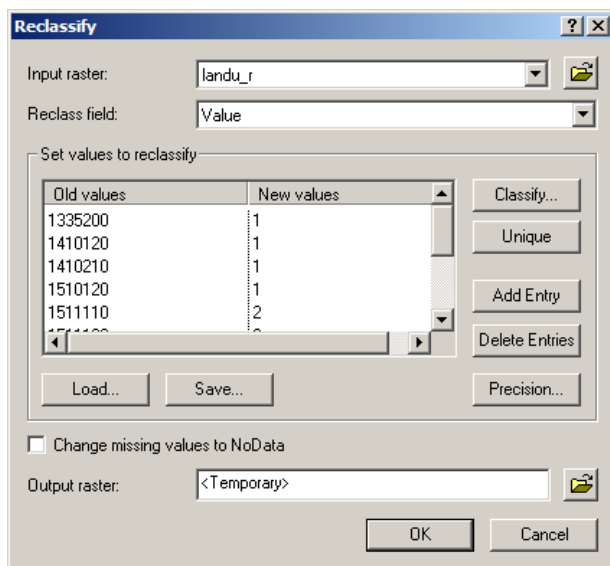 Reclassify
Input raster: landu_r
Reclass field: Value
Set values to reclassify
Old values New values
1335200 1
1410120 1
1410210 1
1510120 1
1511110 2
Classify...
Unique
Add Entry
Delete Entries
Load... Save... Precision...
Change missing values to NoData
Output raster: <Temporary>
OK Cancel